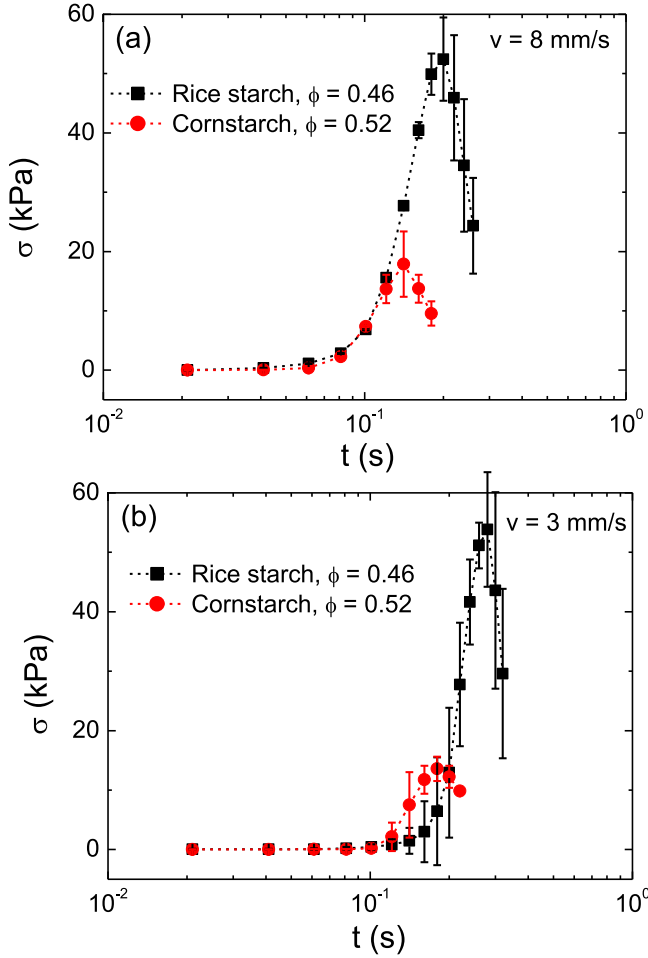 60
(a)
v = 8 mm/s
Rice starch, ϕ = 0.46
Cornstarch, ϕ = 0.52
40
σ (kPa)
20
0
10⁻² 10⁻¹ 10⁰
t (s)
60
(b)
v = 3 mm/s
Rice starch, ϕ = 0.46
Cornstarch, ϕ = 0.52
40
σ (kPa)
20
0
10⁻² 10⁻¹ 10⁰
t (s)